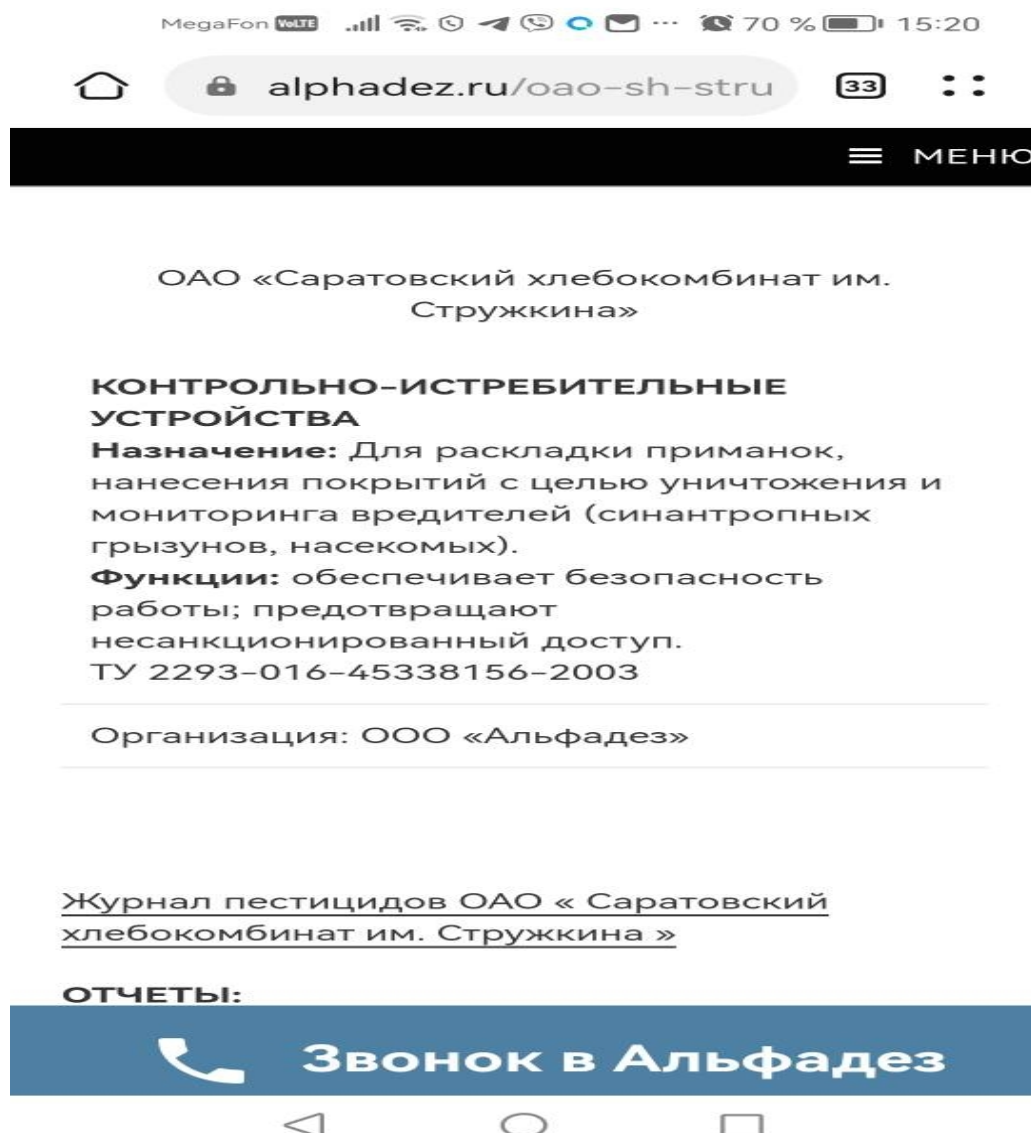 MegaFon VoLTE 70 % 15:20
alphadez.ru/oao-sh-stru 33
МЕНЮ
ОАО «Саратовский хлебокомбинат им.
Стружкина»
КОНТРОЛЬНО-ИСТРЕБИТЕЛЬНЫЕ
УСТРОЙСТВА
Назначение: Для раскладки приманок,
нанесения покрытий с целью уничтожения и
мониторинга вредителей (синантропных
грызунов, насекомых).
Функции: обеспечивает безопасность
работы; предотвращают
несанкционированный доступ.
ТУ 2293-016-45338156-2003
Организация: ООО «Альфадез»
Журнал пестицидов ОАО « Саратовский
хлебокомбинат им. Стружкина »
ОТЧЕТЫ:
Звонок в Альфадез